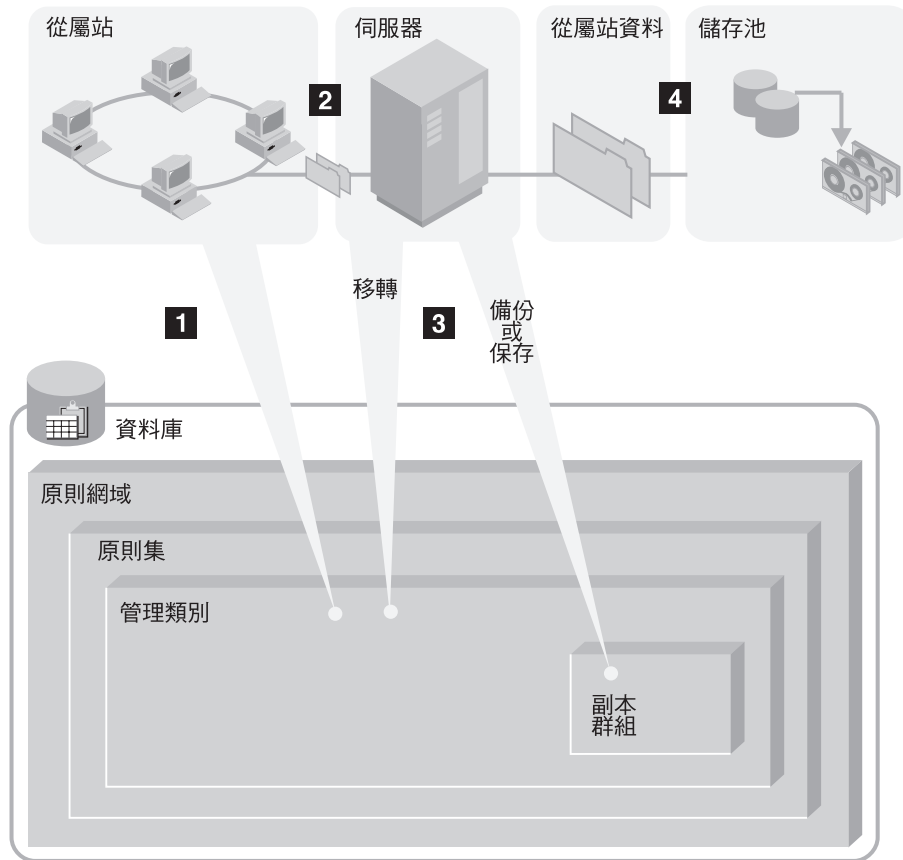 從屬站
伺服器
從屬站資料
儲存池
2
4
移轉
1
3
備份
或
保存
資料庫
原則網域
原則集
管理類別
副本
群組